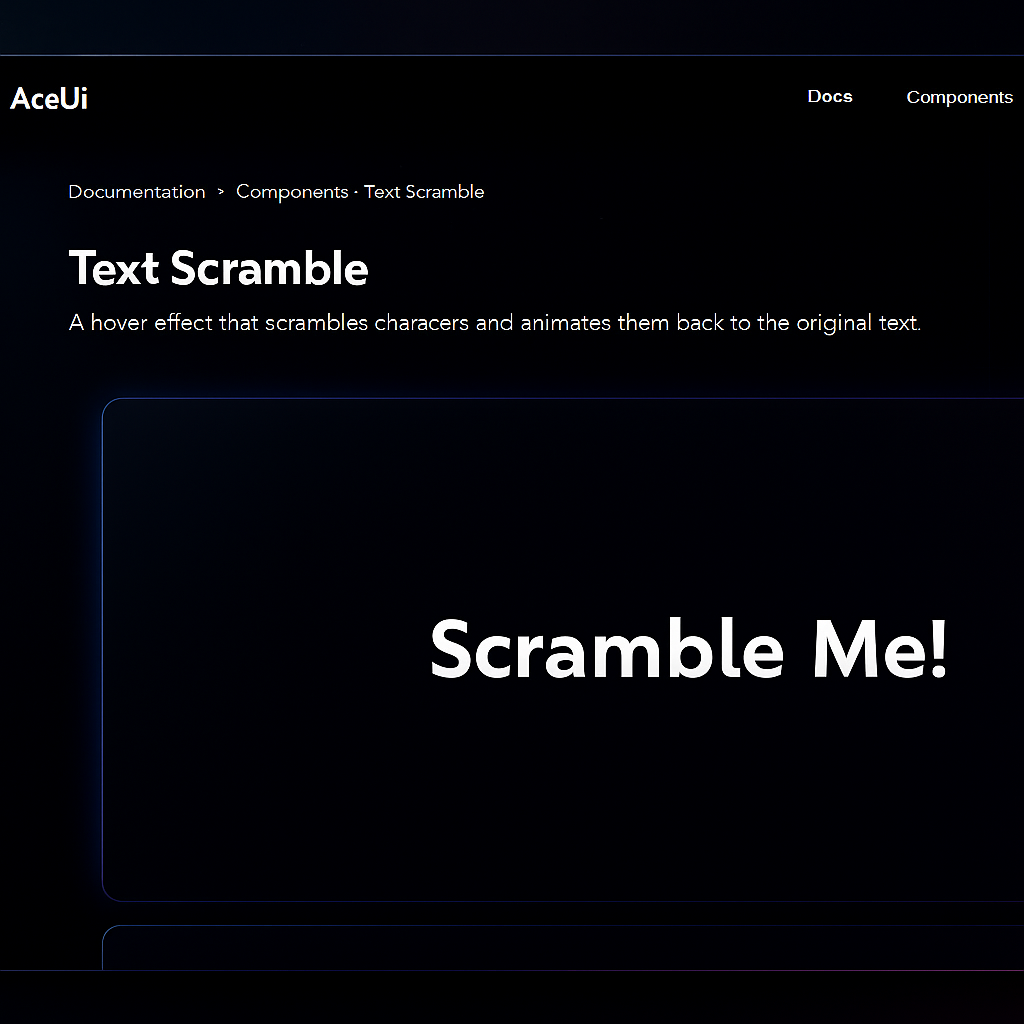 AceUi
Docs Components
Documentation > Components · Text Scramble
Text Scramble
A hover effect that scrambles characers and animates them back to the original text.
Scramble Me!